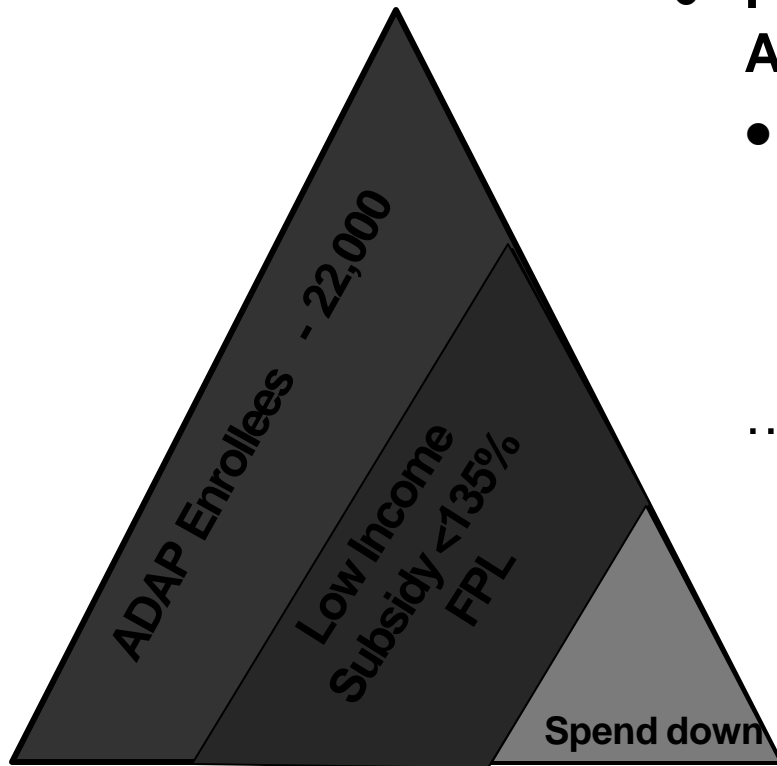 A
ADAP Enrollees - 22,000
Low Income
Subsidy <135%
FPL
Spend down